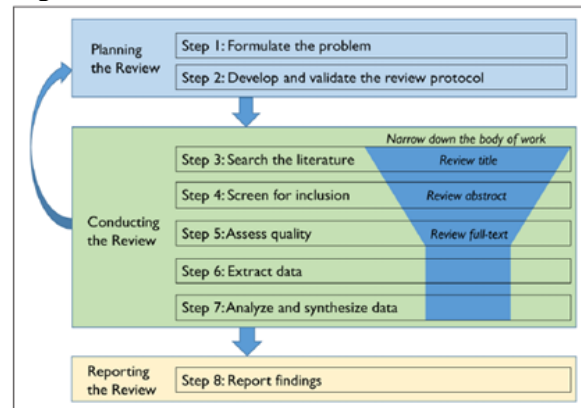 Planning
the Review
Step 1: Formulate the problem
Step 2: Develop and validate the review protocol
Narrow down the body of work
Conducting
the Review
Step 3: Search the literature
Review title
Step 4: Screen for inclusion
Review abstract
Step 5: Assess quality
Review full-text
Step 6: Extract data
Step 7: Analyze and synthesize data
Reporting
the Review
Step 8: Report findings